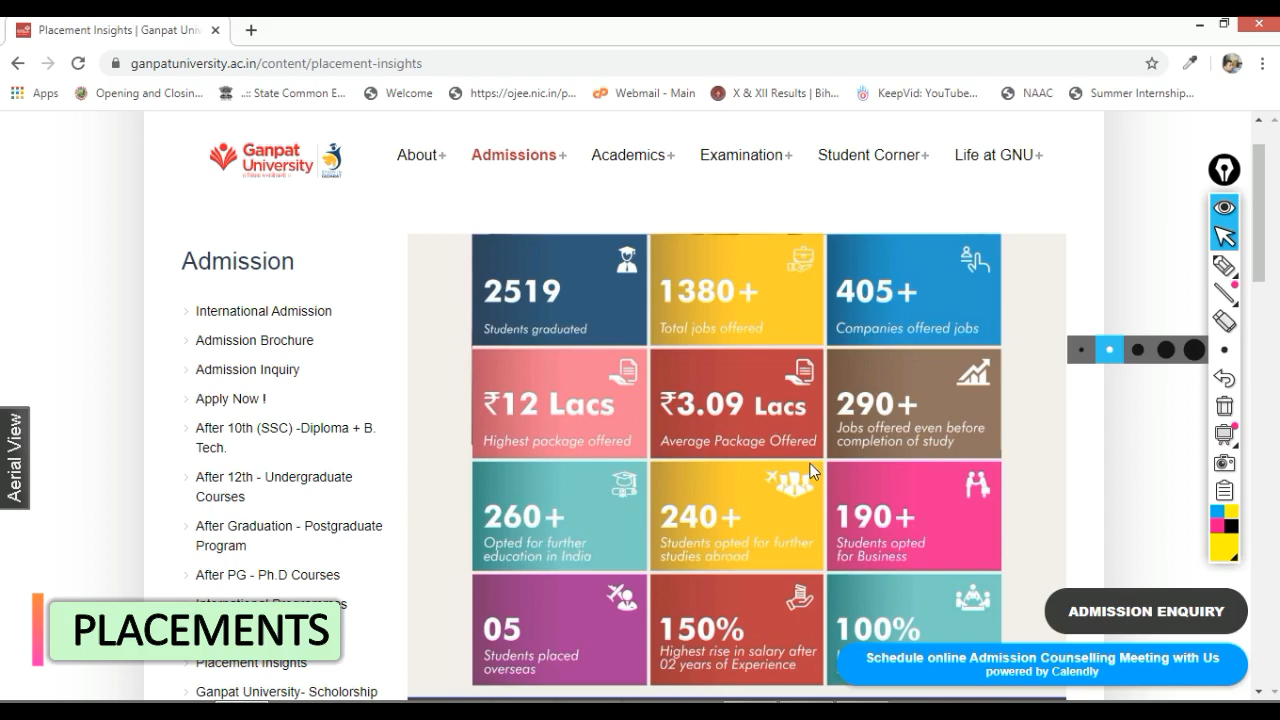 Placement Insights | Ganpat Univ
ganpatuniversity.ac.in/content/placement-insights
Apps
Opening and Closin...
..:: State Common E...
Welcome
https://ojee.nic.in/p...
Webmail - Main
X & XII Results | Bih...
KeepVid: YouTube...
NAAC
Summer Internship...
Ganpat
University
About+
Admissions+
Academics+
Examination+
Student Corner+
Life at GNU+
Admission
International Admission
Admission Brochure
Admission Inquiry
Apply Now !
After 10th (SSC) -Diploma + B.
Tech.
After 12th - Undergraduate
Courses
After Graduation - Postgraduate
Program
After PG - Ph.D Courses
International Programmes
Placement Insights
Ganpat University- Scholarship
2519
Students graduated
1380+
Total jobs offered
405+
Companies offered jobs
₹12 Lacs
Highest package offered
₹3.09 Lacs
Average Package Offered
290+
Jobs offered even before
completion of study
260+
Opted for further
education in India
240+
Students opted for further
studies abroad
190+
Students opted
for Business
05
Students placed
overseas
150%
Highest rise in salary after
02 years of Experience
100%
Aerial View
PLACEMENTS
ADMISSION ENQUIRY
Schedule online Admission Counselling Meeting with Us
powered by Calendly